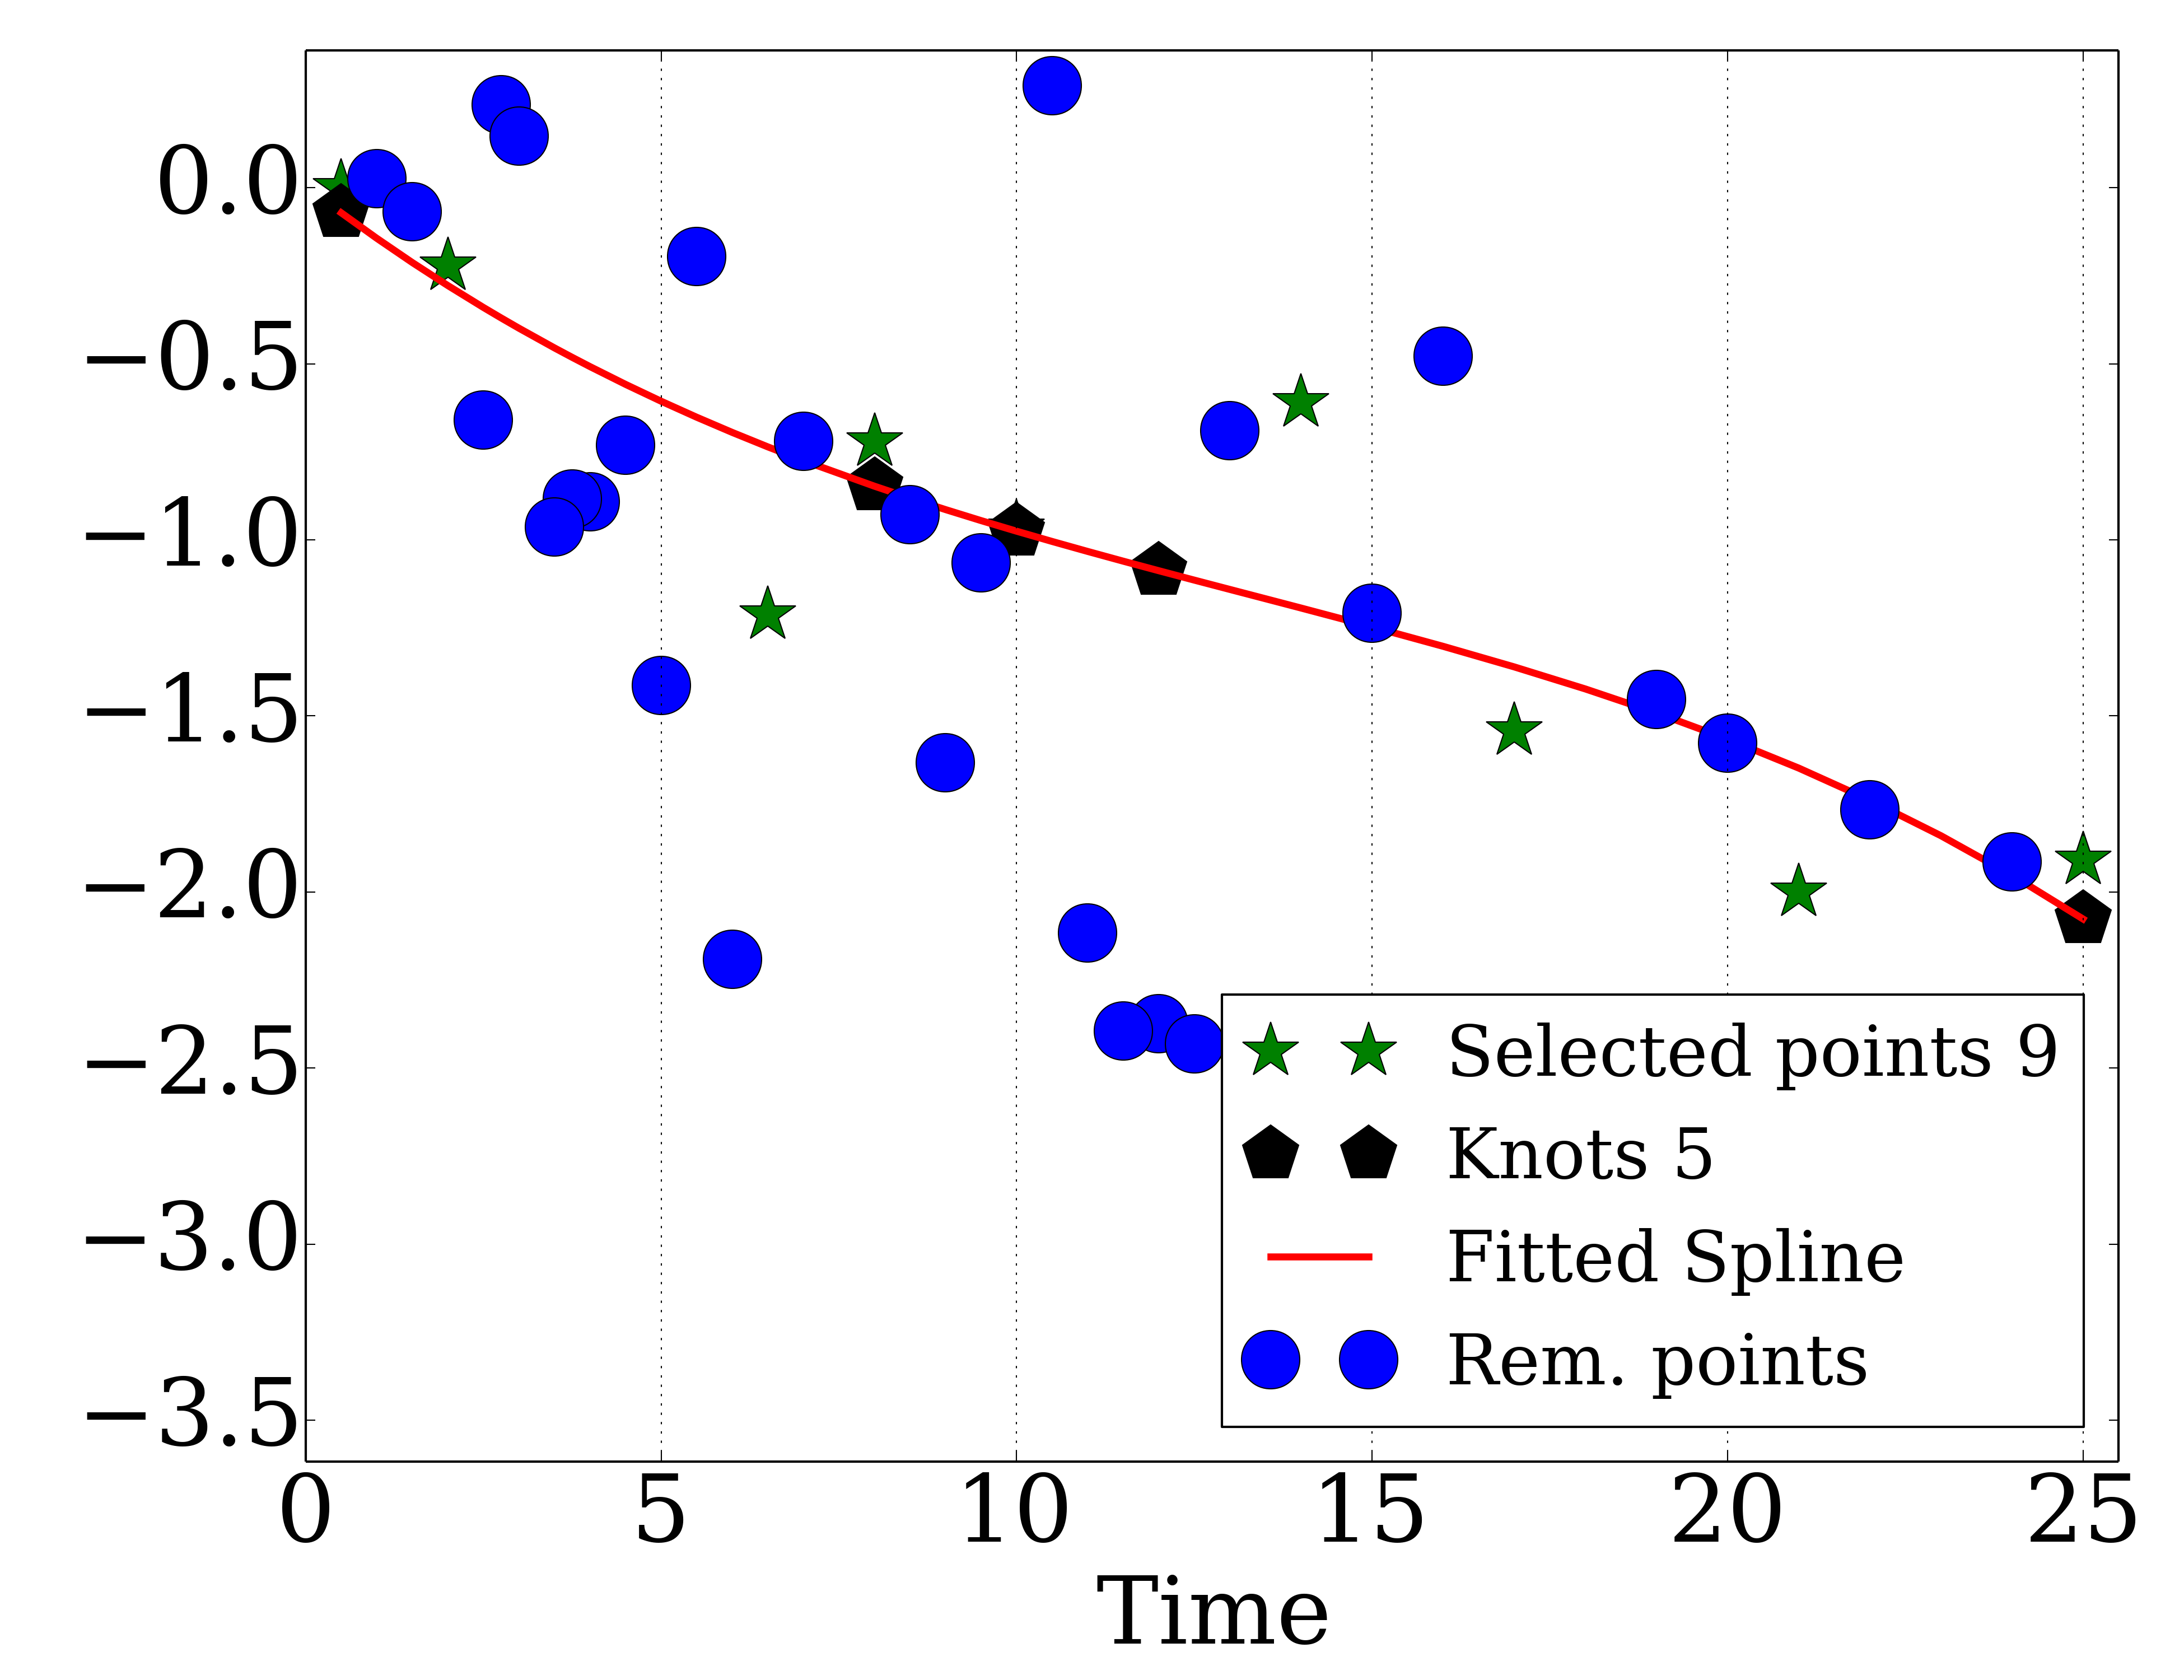 0.0
−0.5
−1.0
−1.5
−2.0
−2.5
−3.0
−3.5
Selected points 9
Knots 5
Fitted Spline
Rem. points
0 5 10 15 20 25
Time